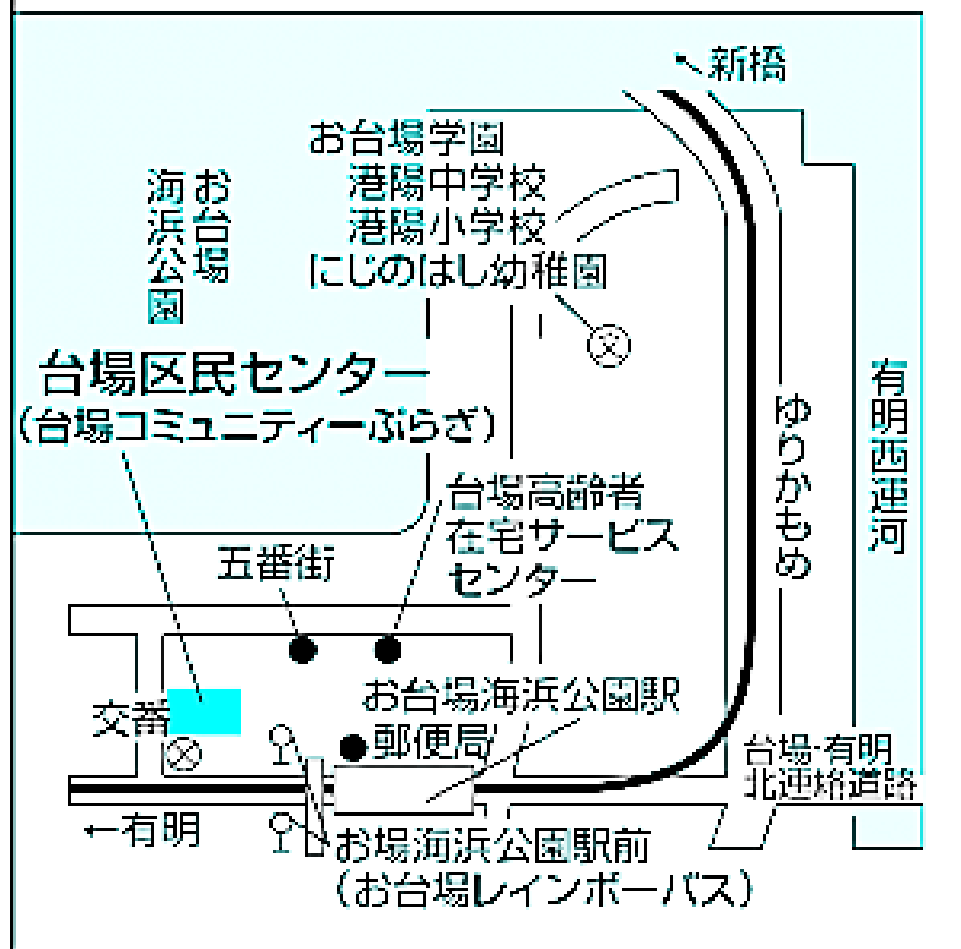 新橋
お台場学園
港陽中学校
港陽小学校
にじのはし幼稚園
お台場
海浜公園
台場区民センター
(台場コミュニティーぷらざ)
有明西運河
ゆりかもめ
台場高齢者
在宅サービス
センター
五番街
お台場海浜公園駅
交番
郵便局
台場・有明
北連絡道路
←有明
お場海浜公園駅前
(お台場レインボーバス)